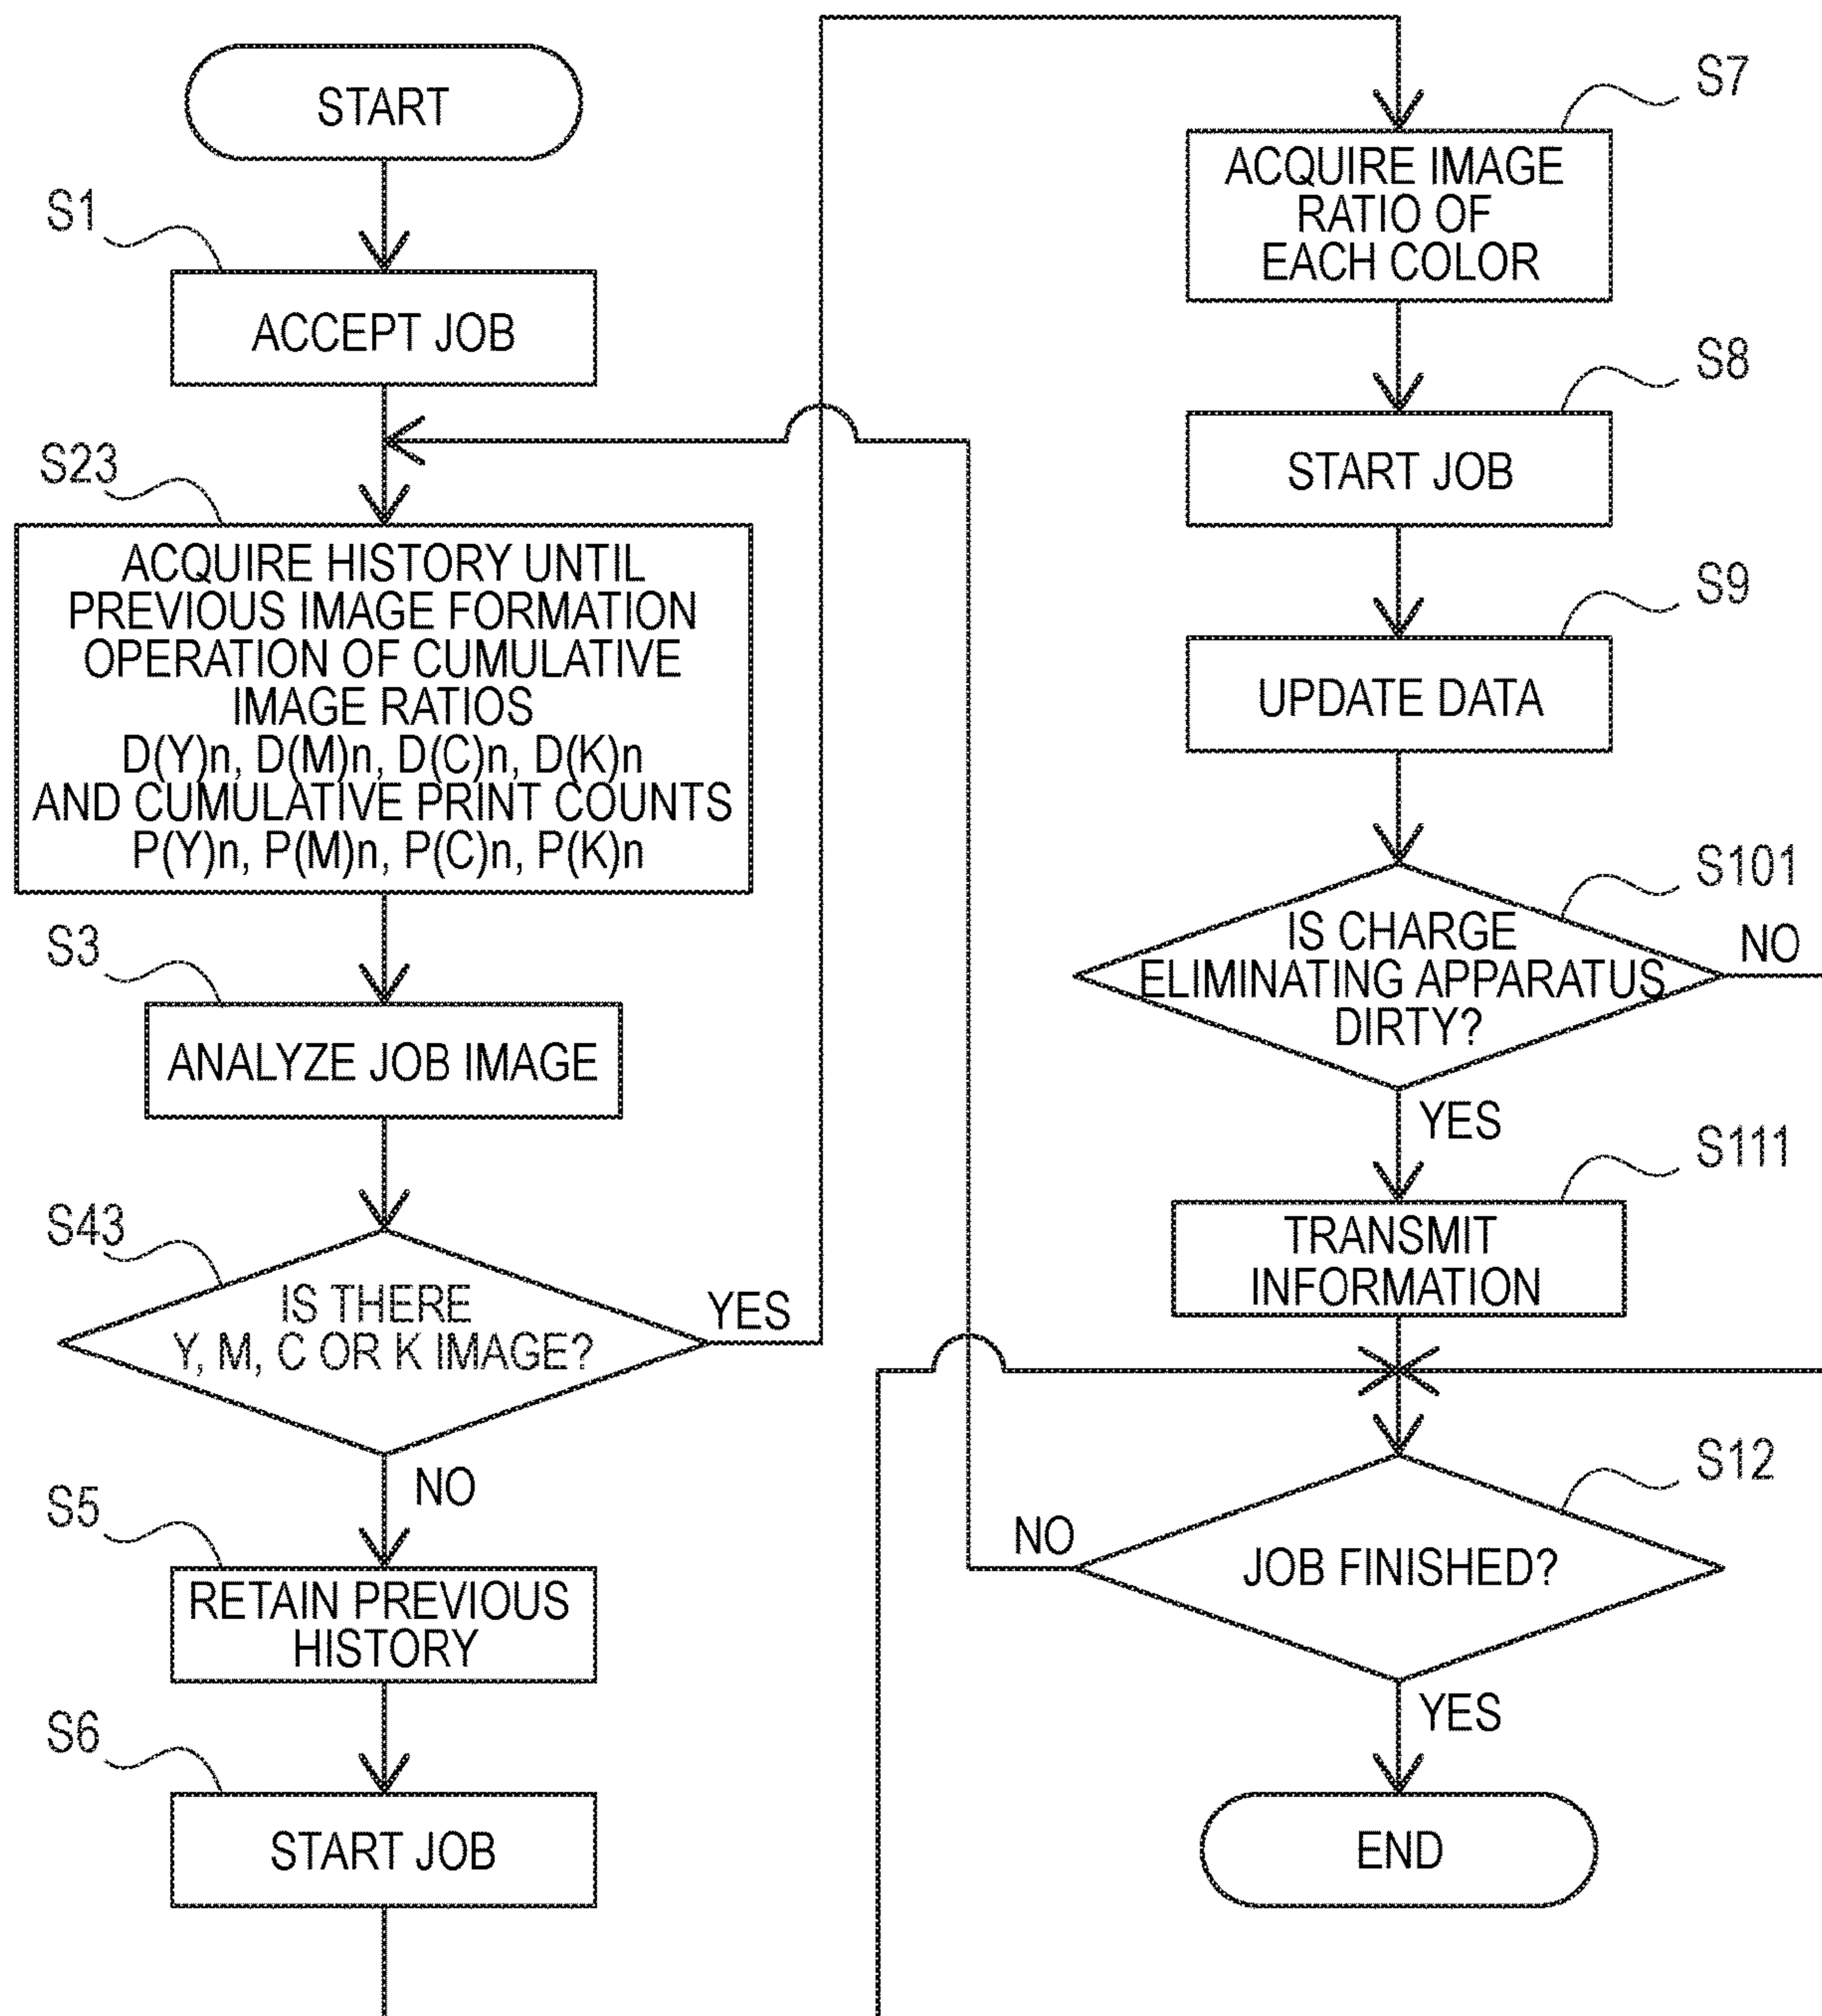 START
S1
ACCEPT JOB
S23
ACQUIRE HISTORY UNTIL
PREVIOUS IMAGE FORMATION
OPERATION OF CUMULATIVE
IMAGE RATIOS
D(Y)n, D(M)n, D(C)n, D(K)n
AND CUMULATIVE PRINT COUNTS
P(Y)n, P(M)n, P(C)n, P(K)n
S3
ANALYZE JOB IMAGE
S43
IS THERE
Y, M, C OR K IMAGE?
YES
NO
S5
RETAIN PREVIOUS
HISTORY
S6
START JOB
S7
ACQUIRE IMAGE
RATIO OF
EACH COLOR
S8
START JOB
S9
UPDATE DATA
S101
IS CHARGE
ELIMINATING APPARATUS
DIRTY?
NO
YES
S111
TRANSMIT
INFORMATION
S12
JOB FINISHED?
NO
YES
END